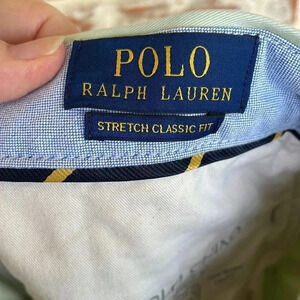 POLO
RALPH LAUREN
STRETCH CLASSIC FIT